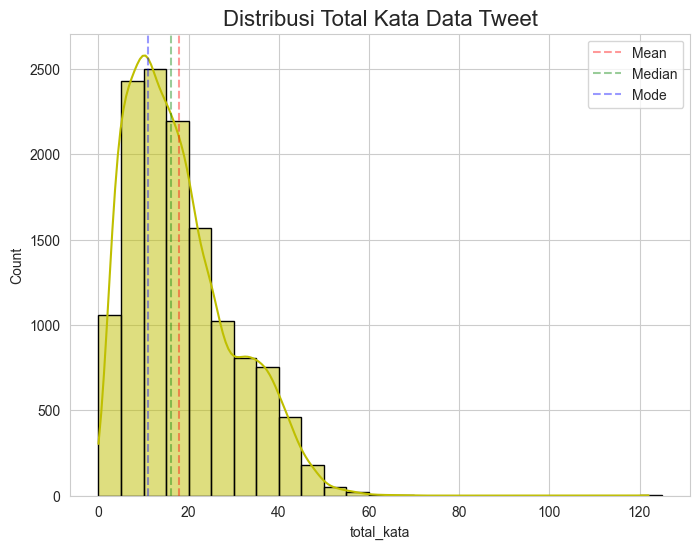 Distribusi Total Kata Data Tweet
Mean
Median
Mode
Count
2500
2000
1500
1000
500
0
0 20 40 60 80 100 120
total_kata